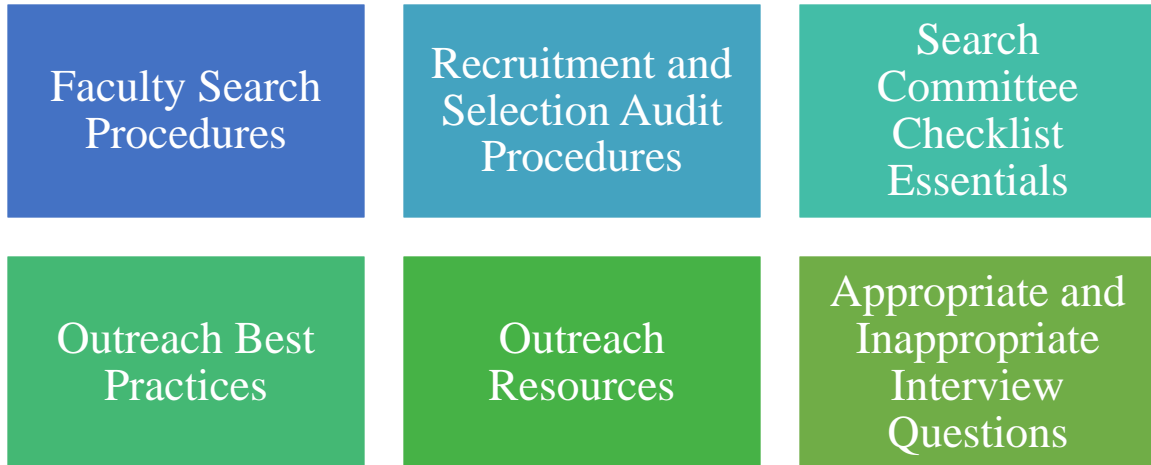 Faculty Search
Procedures
Recruitment and
Selection Audit
Procedures
Search
Committee
Checklist
Essentials
Outreach Best
Practices
Outreach
Resources
Appropriate and
Inappropriate
Interview
Questions